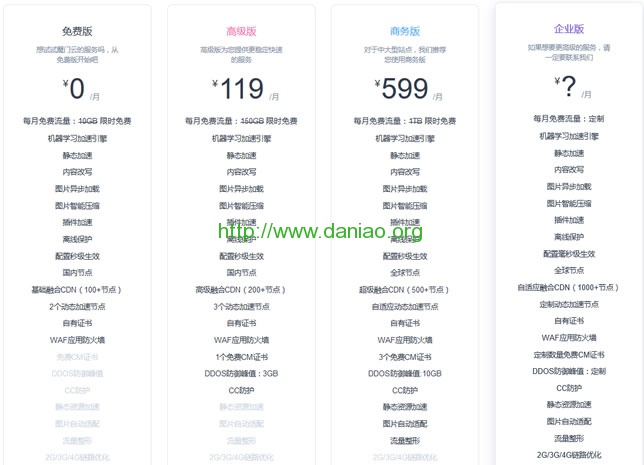 免费版
想试试魔门云的服务吗，从
免费版开始吧
¥0 /月
每月免费流量：10GB 限时免费
机器学习加速引擎
静态加速
内容改写
图片异步加载
图片智能压缩
插件加速
离线保护
配置秒级生效
国内节点
基础融合CDN（100+节点）
2个动态加速节点
自有证书
WAF应用防火墙
免费CM证书
DDOS防御峰值
CC防护
静态资源加速
图片自动适配
流量整形
2G/3G/4G链路优化
高级版
高级版为您提供更稳定快速
的服务
¥119 /月
每月免费流量：150GB 限时免费
机器学习加速引擎
静态加速
内容改写
图片异步加载
图片智能压缩
插件加速
离线保护
配置秒级生效
国内节点
高级融合CDN（200+节点）
3个动态加速节点
自有证书
WAF应用防火墙
1个免费CM证书
DDOS防御峰值：3GB
CC防护
静态资源加速
图片自动适配
流量整形
2G/3G/4G链路优化
商务版
对于中大型站点，我们推荐
您使用商务版
¥599 /月
每月免费流量：1TB 限时免费
机器学习加速引擎
静态加速
内容改写
图片异步加载
图片智能压缩
插件加速
离线保护
配置秒级生效
全球节点
超级融合CDN（500+节点）
自适应动态加速节点
自有证书
WAF应用防火墙
3个免费CM证书
DDOS防御峰值:10GB
CC防护
静态资源加速
图片自动适配
流量整形
2G/3G/4G链路优化
企业版
如果想要更高级的服务，请
一定要联系我们
¥? /月
每月免费流量：定制
机器学习加速引擎
静态加速
内容改写
图片异步加载
图片智能压缩
插件加速
离线保护
配置毫秒级生效
全球节点
自适应融合CDN（1000+节点）
定制动态加速节点
自有证书
WAF应用防火墙
定制数量免费CM证书
DDOS防御峰值：定制
CC防护
静态资源加速
图片自动适配
流量整形
2G/3G/4G链路优化
http://www.daniao.org